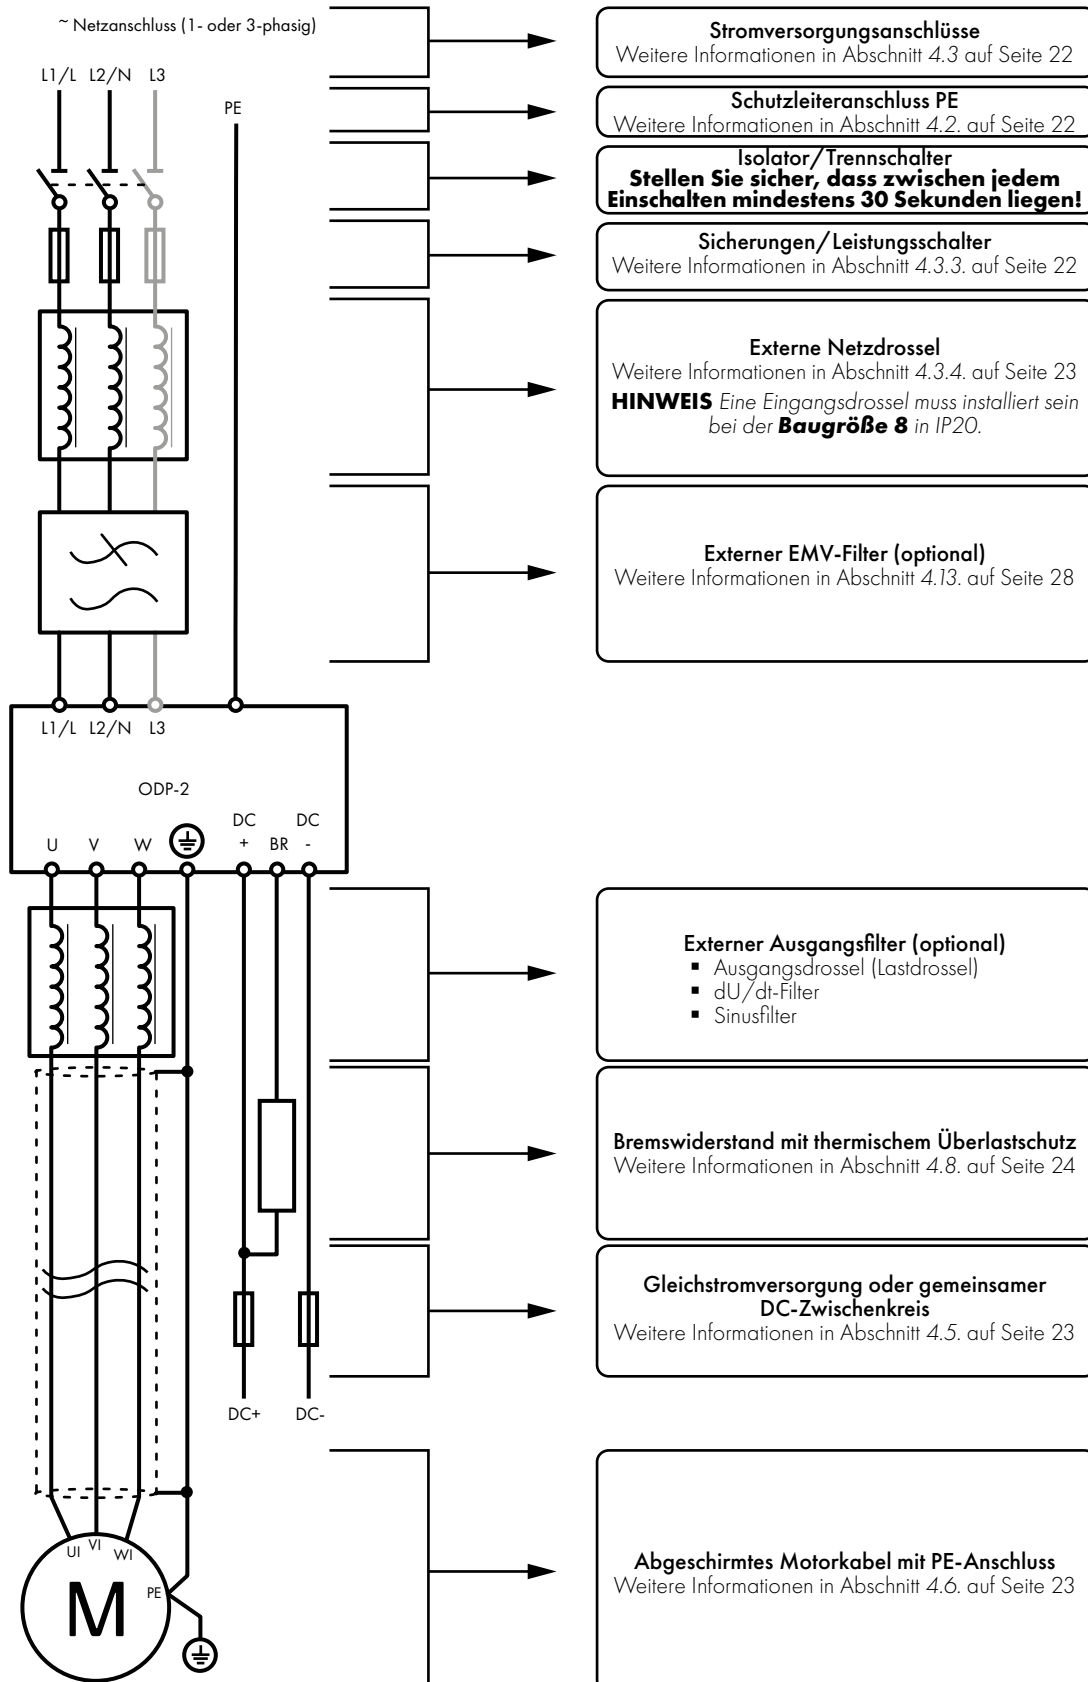 ~ Netzanschluss (1- oder 3-phasig)
L1/L L2/N L3
PE
Stromversorgungsanschlüsse
Weitere Informationen in Abschnitt 4.3 auf Seite 22
Schutzleiteranschluss PE
Weitere Informationen in Abschnitt 4.2. auf Seite 22
Isolator/Trennschalter
Stellen Sie sicher, dass zwischen jedem
Einschalten mindestens 30 Sekunden liegen!
Sicherungen/Leistungsschalter
Weitere Informationen in Abschnitt 4.3.3. auf Seite 22
Externe Netzdrossel
Weitere Informationen in Abschnitt 4.3.4. auf Seite 23
HINWEIS Eine Eingangsdrossel muss installiert sein
bei der Baugröße 8 in IP20.
Externer EMV-Filter (optional)
Weitere Informationen in Abschnitt 4.13. auf Seite 28
L1/L L2/N L3
ODP-2
DC DC
U V W + BR -
Externer Ausgangsfilter (optional)
▪ Ausgangsdrossel (Lastdrossel)
▪ dU/dt-Filter
▪ Sinusfilter
Bremswiderstand mit thermischem Überlastschutz
Weitere Informationen in Abschnitt 4.8. auf Seite 24
Gleichstromversorgung oder gemeinsamer
DC-Zwischenkreis
Weitere Informationen in Abschnitt 4.5. auf Seite 23
DC+ DC-
UI VI WI
PE
M
Abgeschirmtes Motorkabel mit PE-Anschluss
Weitere Informationen in Abschnitt 4.6. auf Seite 23